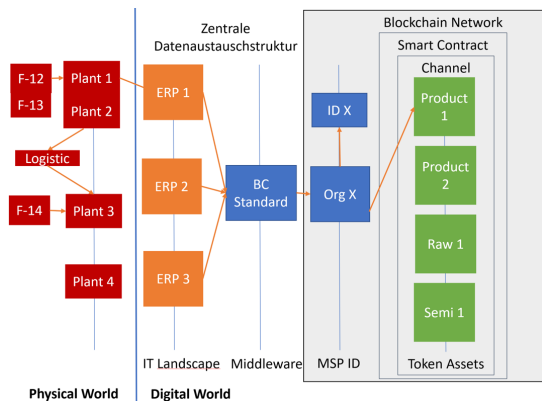 Blockchain Network
Zentrale
Datenaustauschstruktur
Smart Contract
Channel
F-12
F-13
Plant 1
Plant 2
Logistic
F-14
Plant 3
Plant 4
ERP 1
ERP 2
ERP 3
BC
Standard
ID X
Org X
Product
1
Product
2
Raw 1
Semi 1
IT Landscape
Middleware
MSP ID
Token Assets
Physical World
Digital World